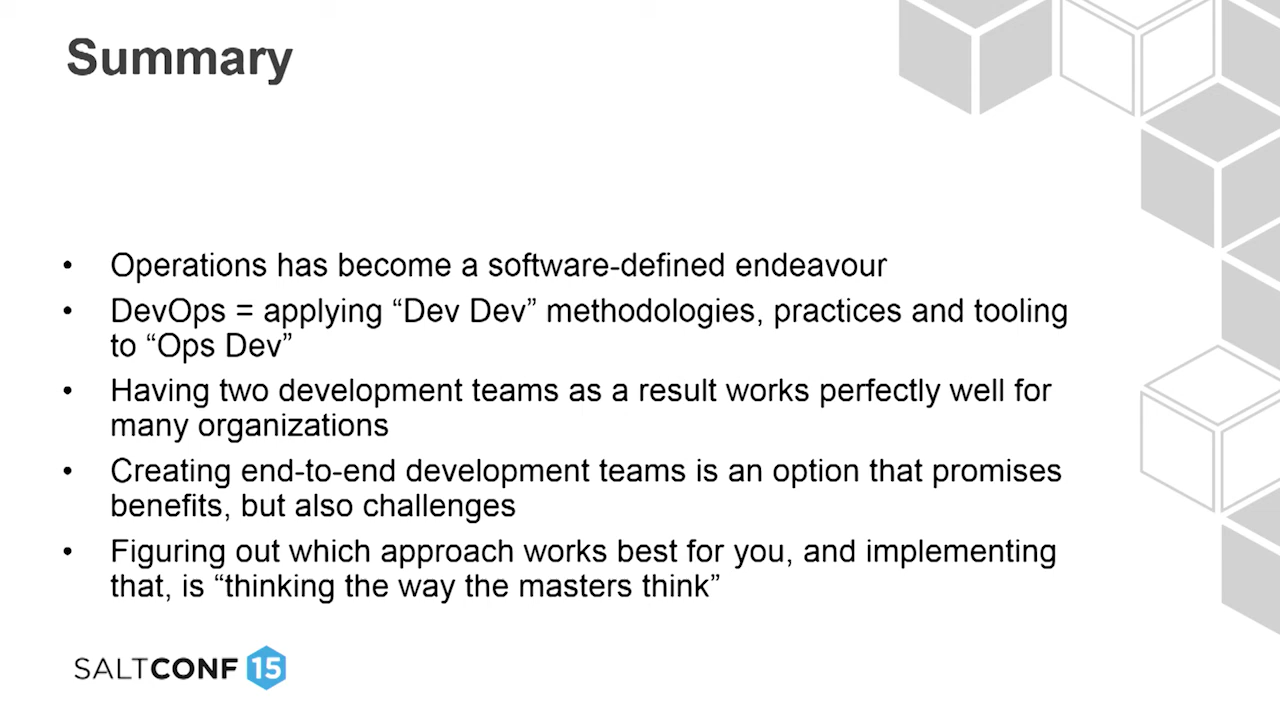 Summary
• Operations has become a software-defined endeavour
• DevOps = applying “Dev Dev” methodologies, practices and tooling
to “Ops Dev”
• Having two development teams as a result works perfectly well for
many organizations
• Creating end-to-end development teams is an option that promises
benefits, but also challenges
• Figuring out which approach works best for you, and implementing
that, is “thinking the way the masters think”
SALTCONF 15